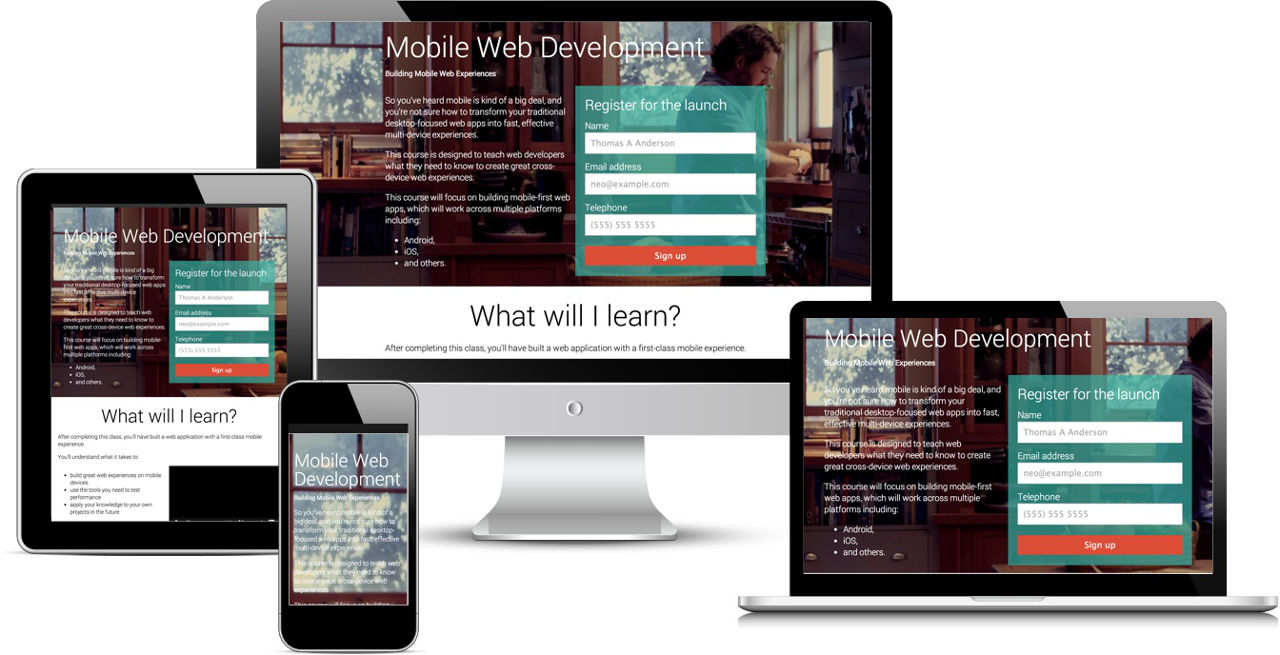 Mobile Web Development
Building Mobile Web Experiences
So you've heard mobile is kind of a big deal, and
you're not sure how to transform your traditional
desktop-focused web apps into fast, effective
multi-device experiences.
This course is designed to teach web developers
what they need to know to create great cross-
device web experiences.
This course will focus on building mobile-first web
apps, which will work across multiple platforms
including:
• Android,
• iOS,
• and others.
Register for the launch
Name
Thomas A Anderson
Email address
neo@example.com
Telephone
(555) 555 5555
Sign up
What will I learn?
After completing this class, you'll have built a web application with a first-class mobile experience.
Mobile Web Development
Building Mobile Web Experiences
So you've heard mobile is kind of a big
deal, and you're not sure how to transform
your traditional desktop-focused web apps
into fast, effective multi-device
experiences.
This course is designed to teach web
developers what they need to know to
create great cross-device web experiences.
This course will focus on building mobile-
first web apps, which will work across
multiple platforms including:
• Android,
• iOS,
• and others.
Register for the launch
Name
Thomas A Anderson
Email address
neo@example.com
Telephone
(555) 555 5555
Sign up
What will I learn?
After completing this class, you'll have built a web application with a first-class mobile
experience.
You'll understand what it takes to:
• build great web experiences on mobile
devices
• use the tools you need to test
performance
• apply your knowledge to your own
projects in the future
Mobile Web
Development
Building Mobile Web Experiences
So you've heard mobile is kind of a
big deal, and you're not sure how to
transform your traditional desktop-
focused web apps into fast, effective
multi-device experiences.
This course is designed to teach web
developers what they need to know
to create great cross-device web
experiences.
This course will focus on building
Mobile Web Development
Building Mobile Web Experiences
So you've heard mobile is kind of a big deal, and
you're not sure how to transform your
traditional desktop-focused web apps into fast,
effective multi-device experiences.
This course is designed to teach web
developers what they need to know to create
great cross-device web experiences.
This course will focus on building mobile-first
web apps, which will work across multiple
platforms including:
• Android,
• iOS,
• and others.
Register for the launch
Name
Thomas A Anderson
Email address
neo@example.com
Telephone
(555) 555 5555
Sign up